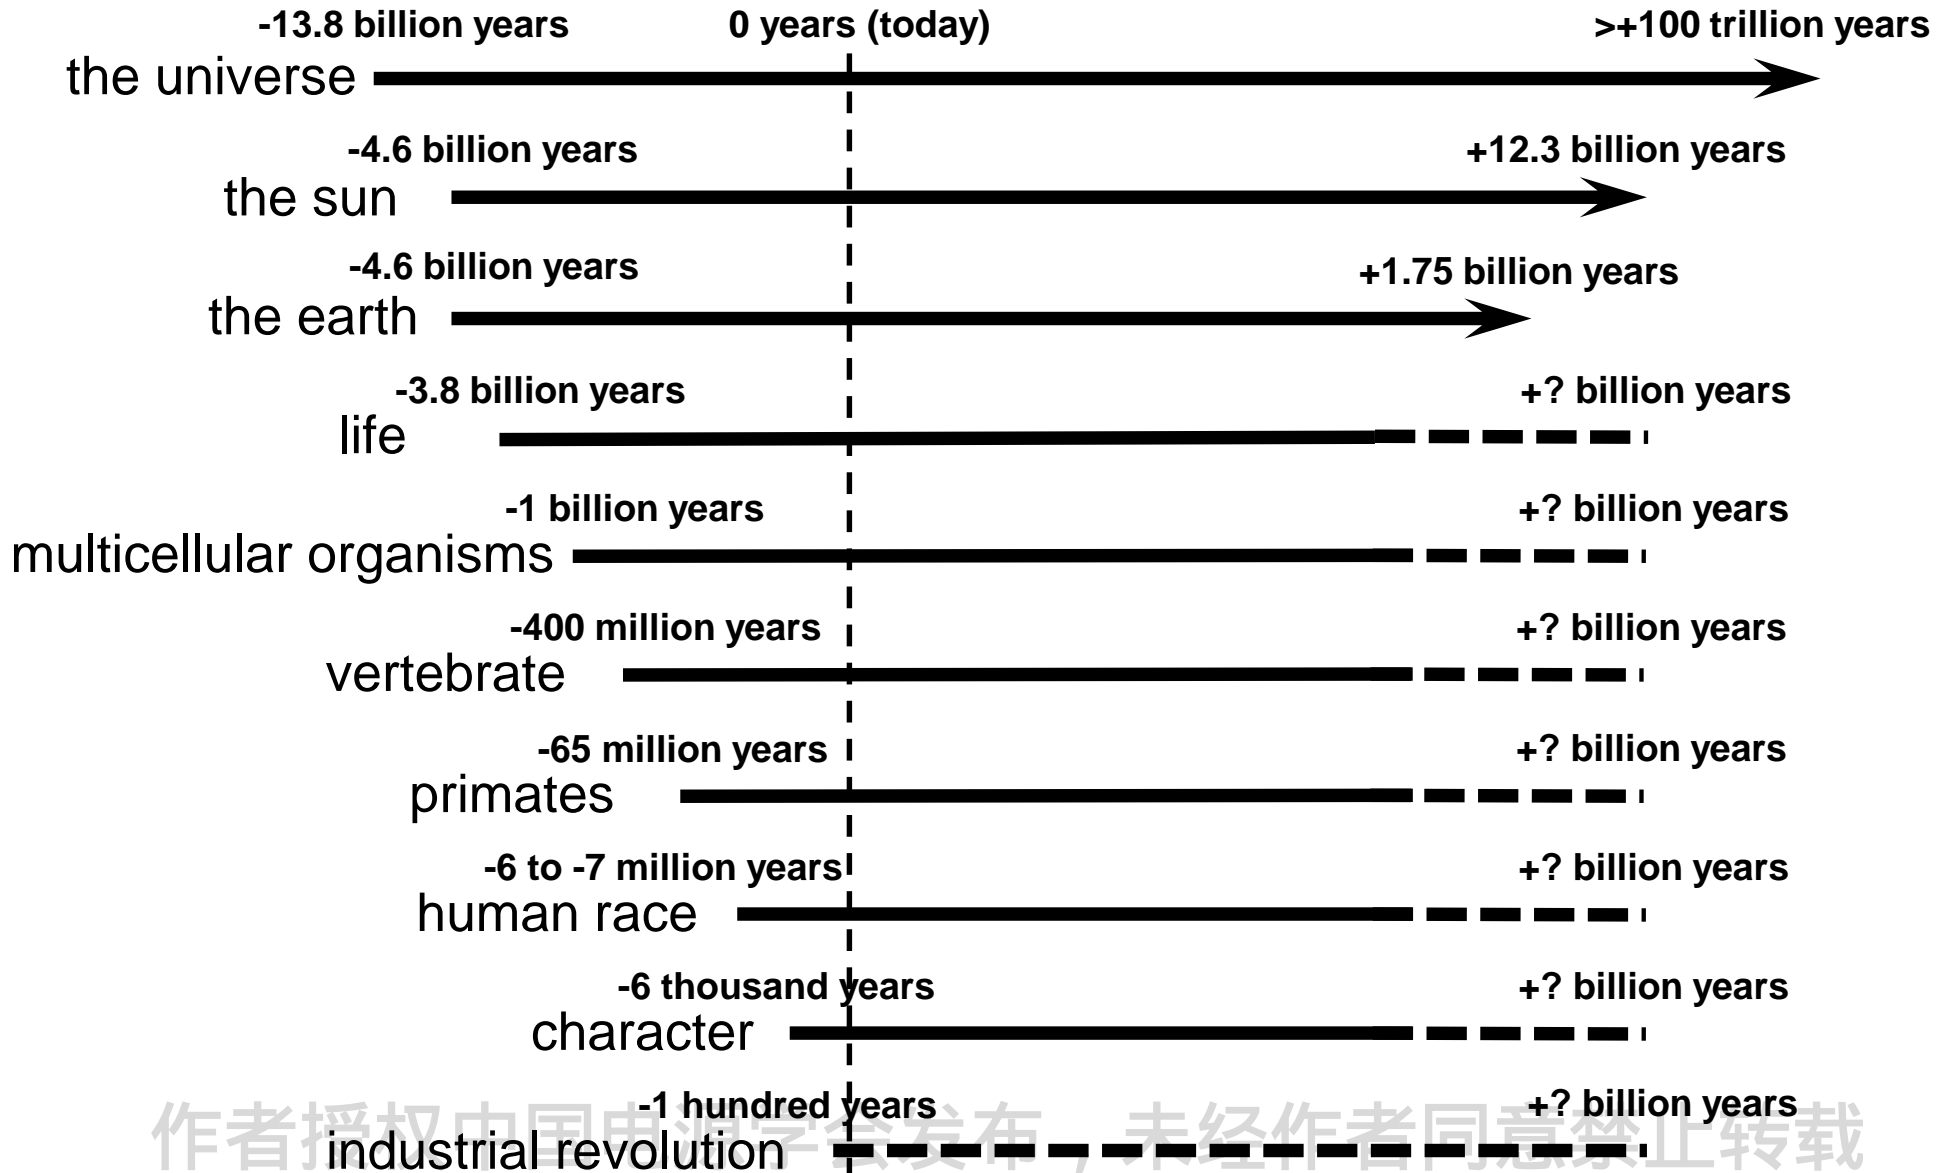 -13.8 billion years 0 years (today) >+100 trillion years
the universe
-4.6 billion years +12.3 billion years
the sun
-4.6 billion years +1.75 billion years
the earth
-3.8 billion years +? billion years
life
-1 billion years +? billion years
multicellular organisms
-400 million years +? billion years
vertebrate
-65 million years +? billion years
primates
-6 to -7 million years +? billion years
human race
-6 thousand years +? billion years
character
-1 hundred years +? billion years
作者授权中国电源学会发布，未经作者同意禁止转载
industrial revolution